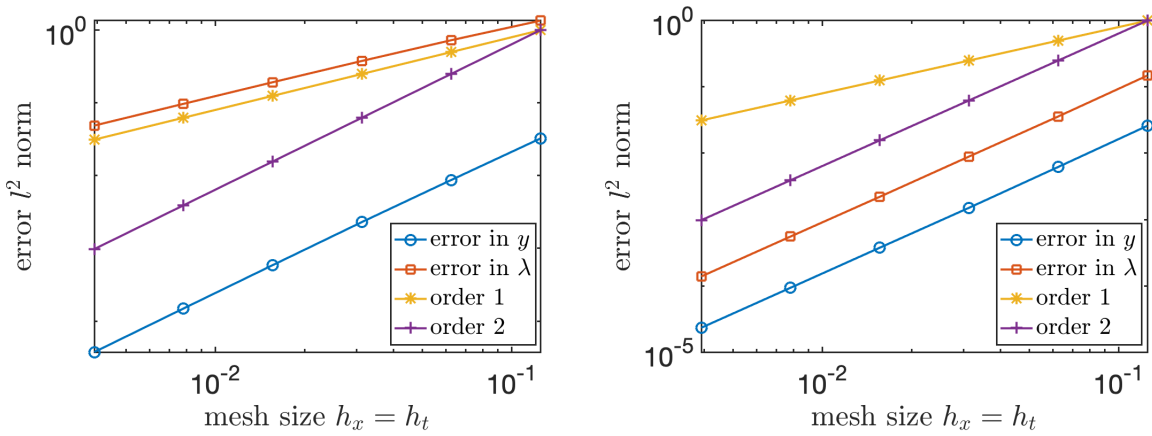 10^0
error l^2 norm
error in y
error in λ
order 1
order 2
10^-2
10^-1
mesh size h_x = h_t
10^0
error l^2 norm
error in y
error in λ
order 1
order 2
10^-5
10^-2
10^-1
mesh size h_x = h_t